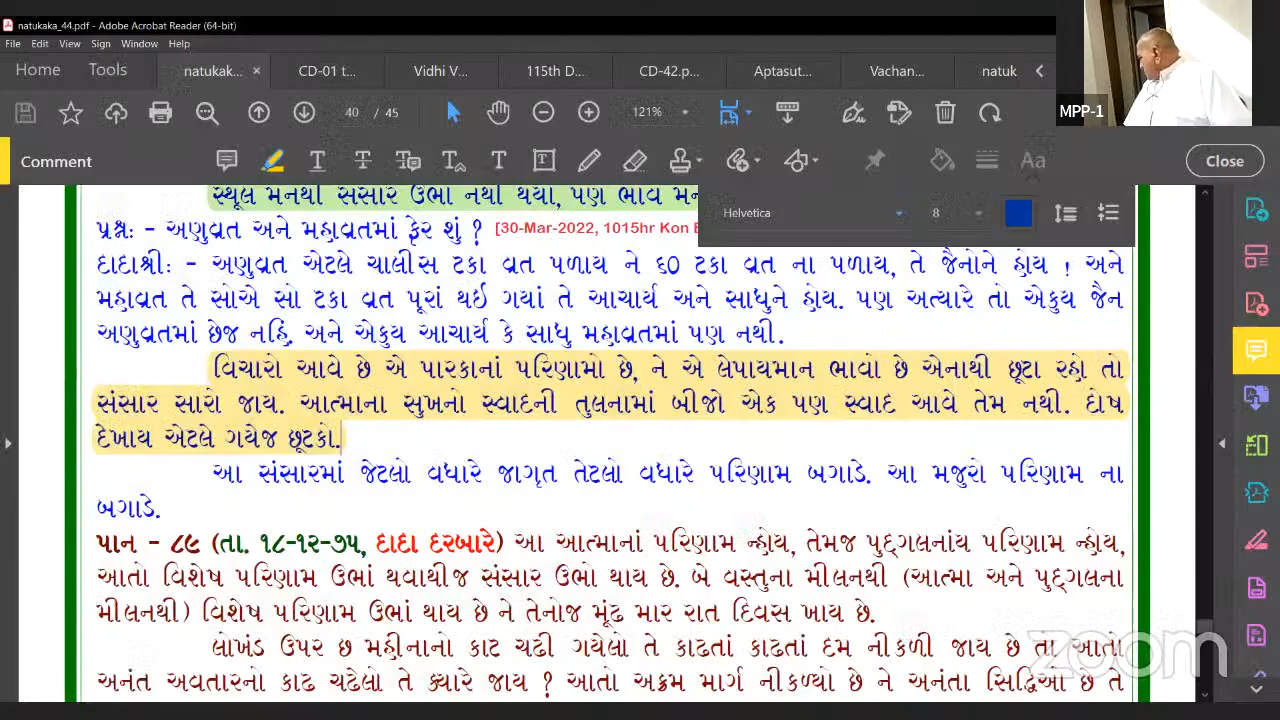 natukaka_44.pdf - Adobe Acrobat Reader (64-bit)
File Edit View Sign Window Help
Home Tools natukak... × CD-01 t... Vidhi V... 115th D... CD-42.p... Aptasut... Vachan... natuk
40 / 45 121%
MPP-1
Comment Close
Helvetica 8
સ્થૂલ મનથી સંસાર ઉભો નથી થયો, પણ ભાવ મન
પ્રશ્ન: - અણુવ્રત અને મહાવ્રતમાં ફેર શું ? [30-Mar-2022, 1015hr Kon
દાદાશ્રી: - અણુવ્રત એટલે ચાલીસ ટકા વ્રત પળાય ને ૬૦ ટકા વ્રત ના પળાય, તે જૈનોને હોય ! અને
મહાવ્રત તે સોએ સો ટકા વ્રત પૂરાં થઈ ગયાં તે આચાર્ય અને સાધુને હોય. પણ અત્યારે તો એકુય જૈન
અણુવ્રતમાં છેજ નહિ. અને એકુય આચાર્ય કે સાધુ મહાવ્રતમાં પણ નથી.
વિચારો આવે છે એ પારકાનાં પરિણામો છે, ને એ લેપાયમાન ભાવો છે એનાથી છૂટા રહો તો
સંસાર સારો જાય. આત્માના સુખનો સ્વાદની તુલનામાં બીજો એક પણ સ્વાદ આવે તેમ નથી. દોષ
દેખાય એટલે ગયેજ છૂટકો.
આ સંસારમાં જેટલો વધારે જાગૃત તેટલો વધારે પરિણામ બગાડે. આ મજુરો પરિણામ ના
બગાડે.
પાન - ૮૯ (તા. ૧૮-૧૨-૭૫, દાદા દરબારે) આ આત્માનાં પરિણામ ન્હોય, તેમજ પુદ્ગલનાંય પરિણામ ન્હોય,
આતો વિશેષ પરિણામ ઉભાં થવાથીજ સંસાર ઉભો થાય છે. બે વસ્તુના મીલનથી (આત્મા અને પુદ્ગલના
મીલનથી) વિશેષ પરિણામ ઉભાં થાય છે ને તેનોજ મૂંઢ માર રાત દિવસ ખાય છે.
લોખંડ ઉપર છ મહીનાનો કાટ ચઢી ગયેલો તે કાઢતાં કાઢતાં દમ નીકળી જાય છે તો આતો
અનંત અવતારનો કાઢ ચઢેલો તે ક્યારે જાય ? આતો અક્રમ માર્ગ નીકળ્યો છે ને અનંતા સિદ્ધિઓ છે તે
zoom